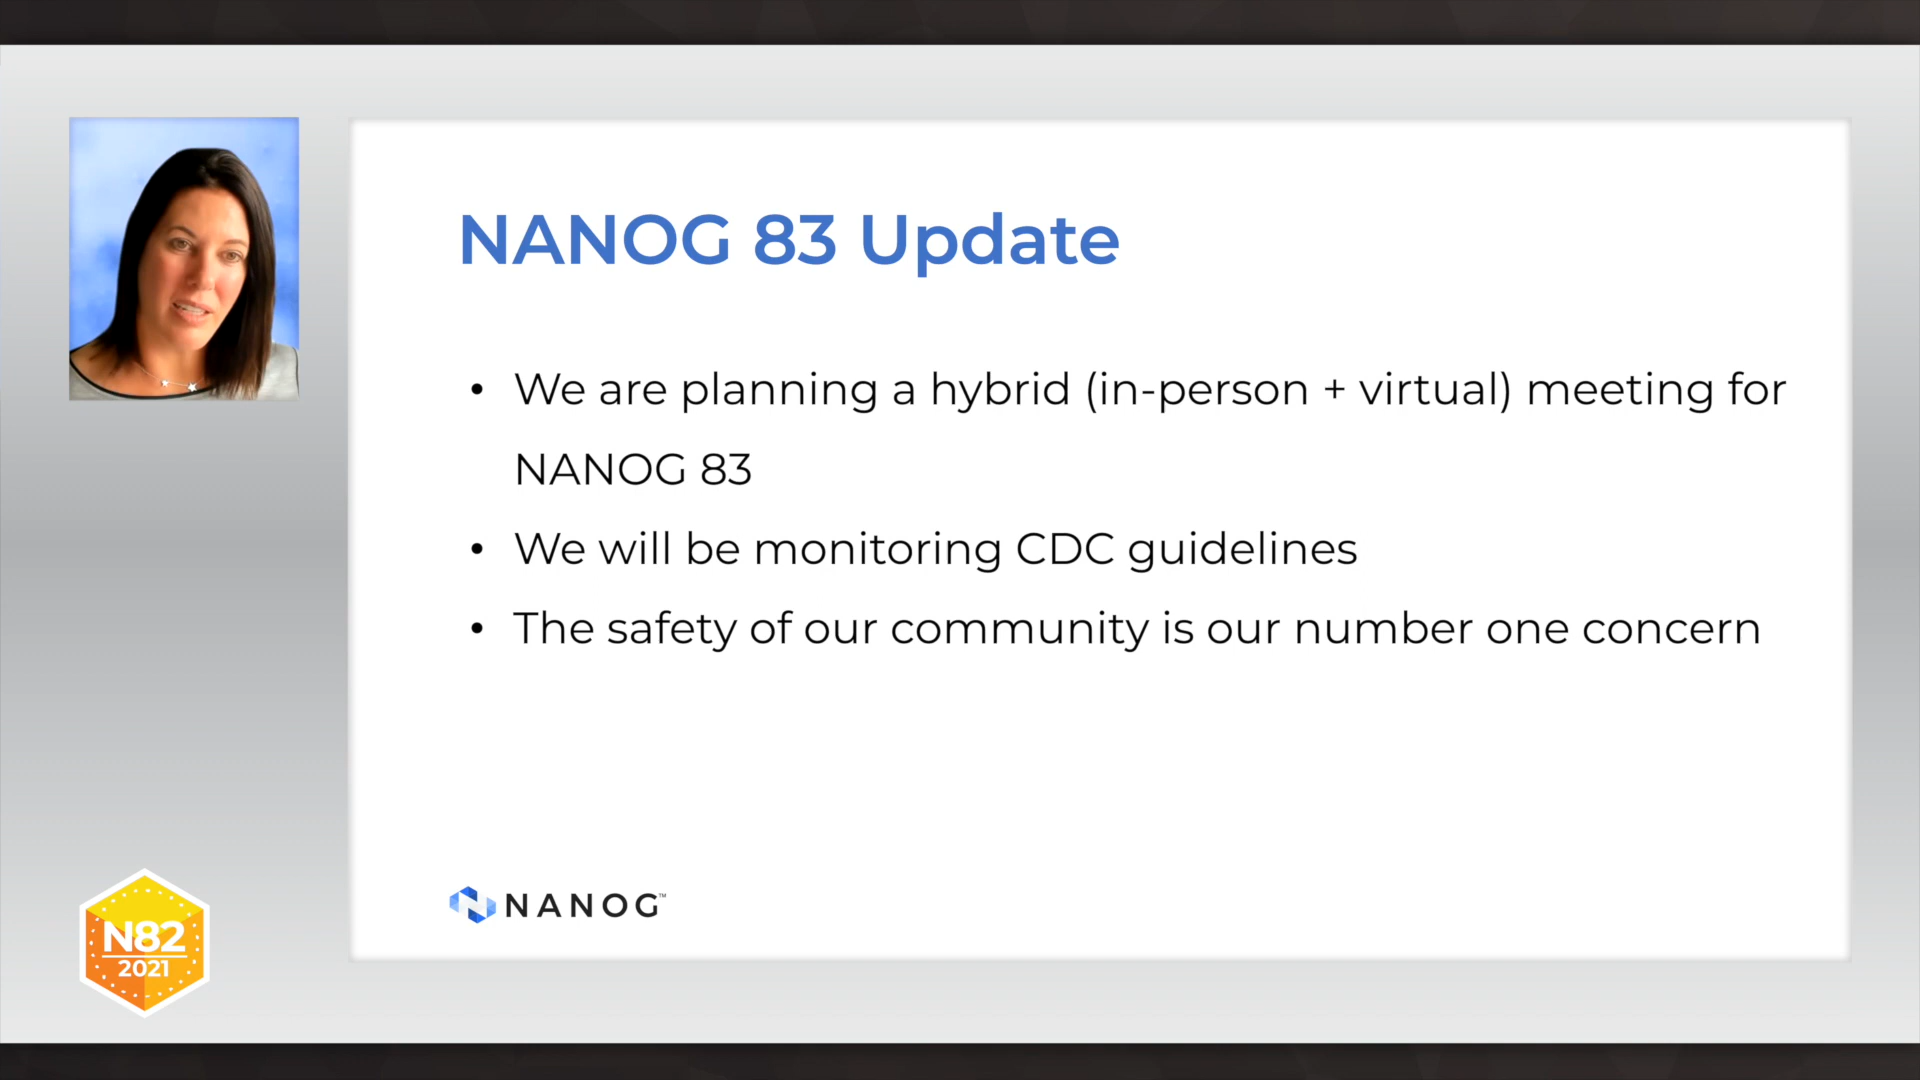 NANOG 83 Update
• We are planning a hybrid (in-person + virtual) meeting for
NANOG 83
• We will be monitoring CDC guidelines
• The safety of our community is our number one concern
NANOG™
N82
2021